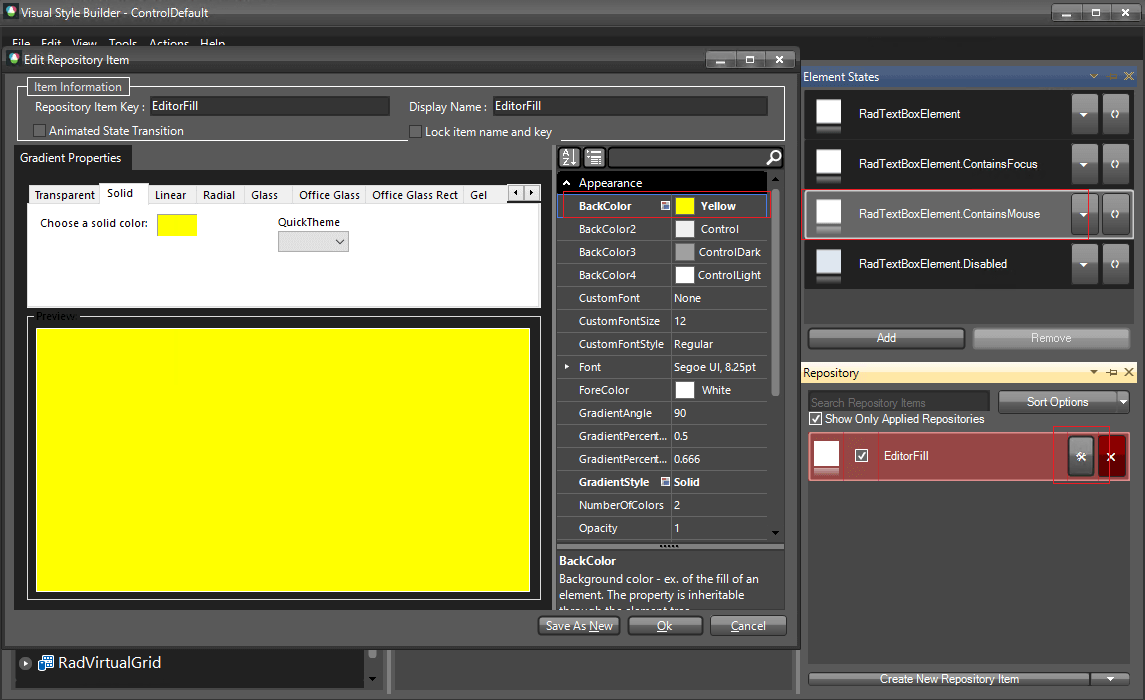 Visual Style Builder - ControlDefault
File Edit View Tools Actions Help
Edit Repository Item
Item Information
Repository Item Key : EditorFill
Display Name : EditorFill
Animated State Transition
Lock item name and key
Gradient Properties
Transparent Solid Linear Radial Glass Office Glass Office Glass Rect Gel
Choose a solid color:
QuickTheme
Preview
Appearance
BackColor Yellow
BackColor2 Control
BackColor3 ControlDark
BackColor4 ControlLight
CustomFont None
CustomFontSize 12
CustomFontStyle Regular
Font Segoe UI, 8.25pt
ForeColor White
GradientAngle 90
GradientPercent... 0.5
GradientPercent... 0.666
GradientStyle Solid
NumberOfColors 2
Opacity 1
BackColor
Background color - ex. of the fill of an
element. The property is inheritable
through the element tree.
Save As New Ok Cancel
RadVirtualGrid
Element States
RadTextBoxElement
RadTextBoxElement.ContainsFocus
RadTextBoxElement.ContainsMouse
RadTextBoxElement.Disabled
Add Remove
Repository
Search Repository Items
Sort Options
Show Only Applied Repositories
EditorFill
Create New Repository Item